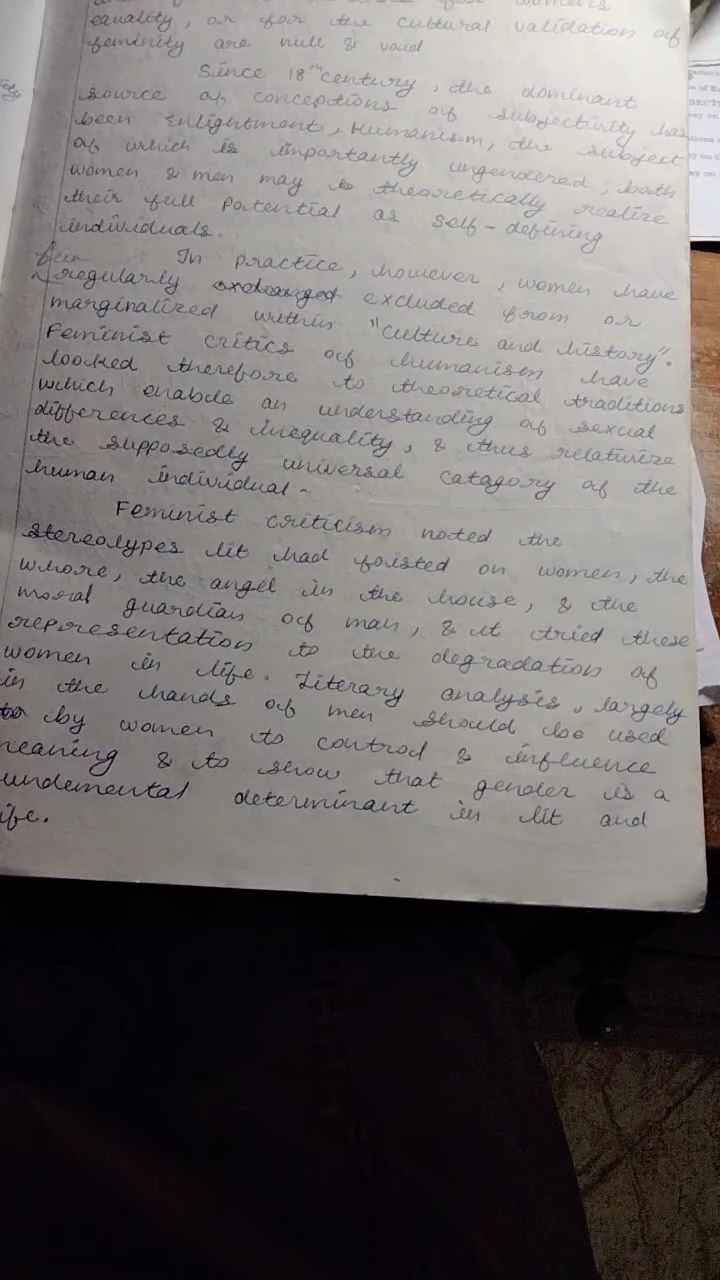 for women's
equality, or for the cultural validation of
feminity are null & void
Since 18th century, the dominant
source of conceptions of subjectivity has
been Enlightment, Humanism, the subject
of which is importantly ungendered; both
women & men may to theoretically realize
their full potential as self-defining
individuals.
In practice, however, women have
regularly excluded from or
marginalized within "culture and history".
Feminist critics of humanism have
looked therefore to theoretical traditions
which enable an understanding of sexual
differences & inequality, & thus relativize
the supposedly universal catagory of the
human individual-
Feminist criticism noted the
stereotypes lit had foisted on women, the
whore, the angel in the house, & the
moral guardian of man, & it tried these
representation to the degradation of
women in life. Literary analysis, largely
in the hands of men should be used
by women to control & influence
meaning & to show that gender is a
undemental determinant in lit and
ife.